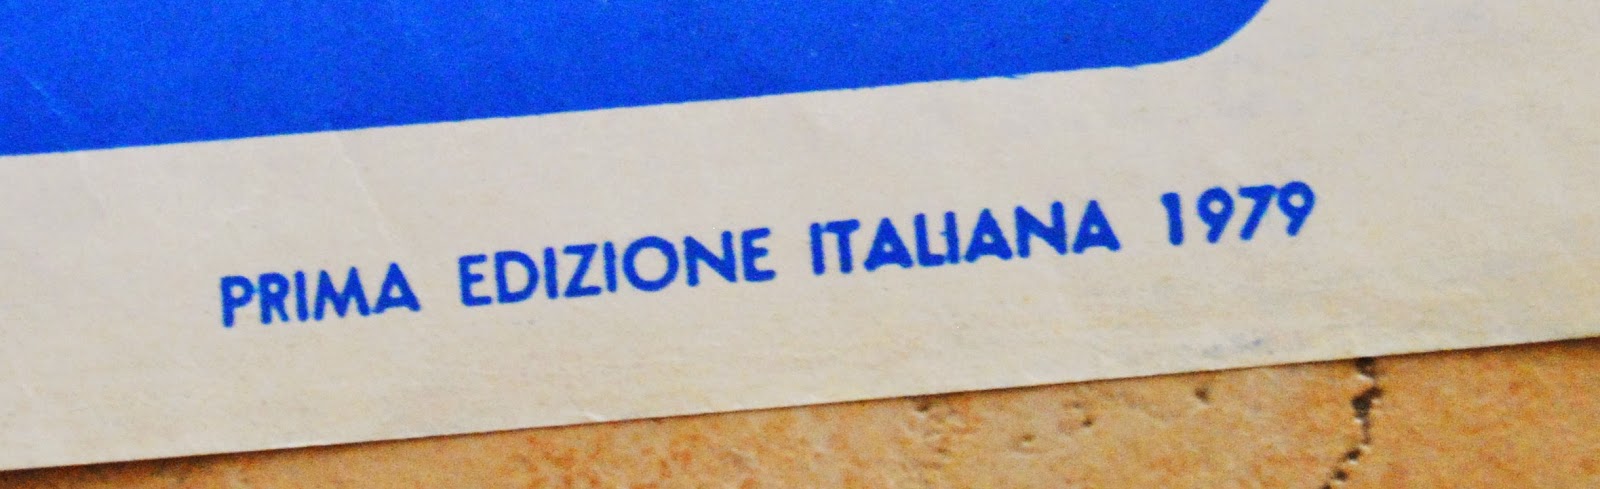 PRIMA EDIZIONE ITALIANA 1979